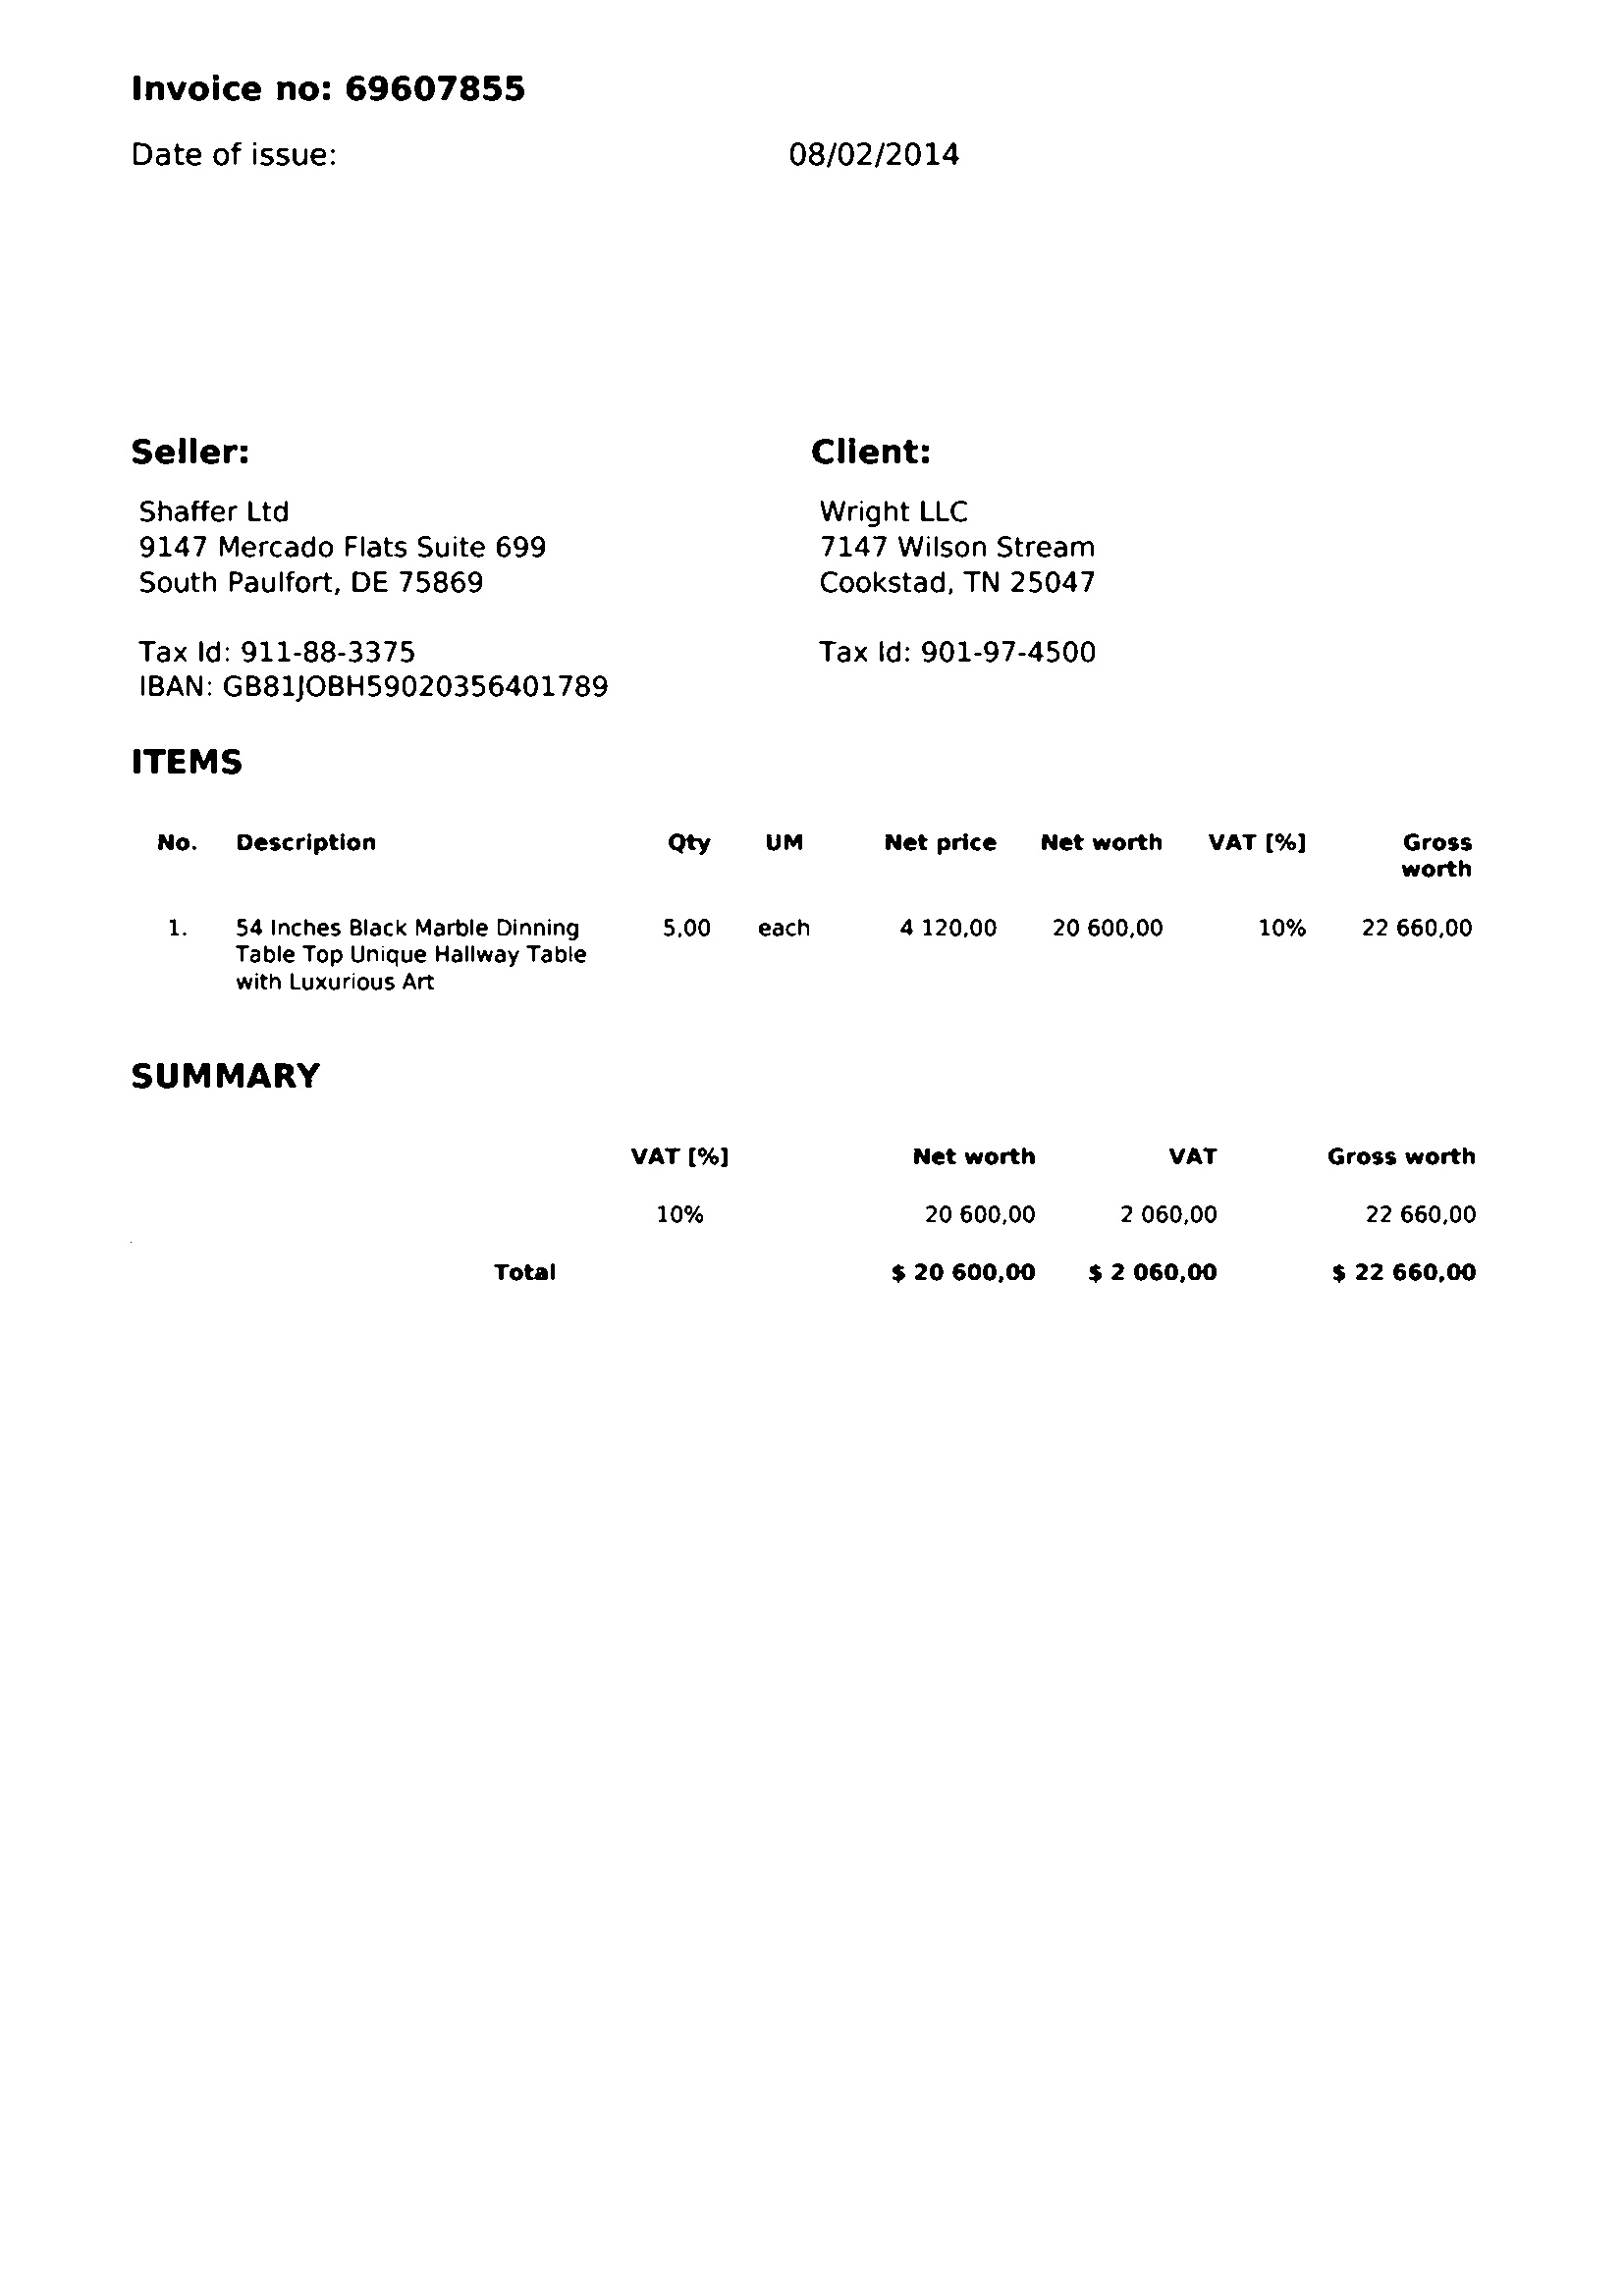 Invoice no: 69607855
Date of issue: 08/02/2014
Seller:
Shaffer Ltd
9147 Mercado Flats Suite 699
South Paulfort, DE 75869
Tax Id: 911-88-3375
IBAN: GB81JOBH59020356401789
Client:
Wright LLC
7147 Wilson Stream
Cookstad, TN 25047
Tax Id: 901-97-4500
ITEMS
No. Description Qty UM Net price Net worth VAT [%] Gross
worth
1. 54 Inches Black Marble Dinning 5,00 each 4 120,00 20 600,00 10% 22 660,00
Table Top Unique Hallway Table
with Luxurious Art
SUMMARY
VAT [%] Net worth VAT Gross worth
10% 20 600,00 2 060,00 22 660,00
Total $ 20 600,00 $ 2 060,00 $ 22 660,00